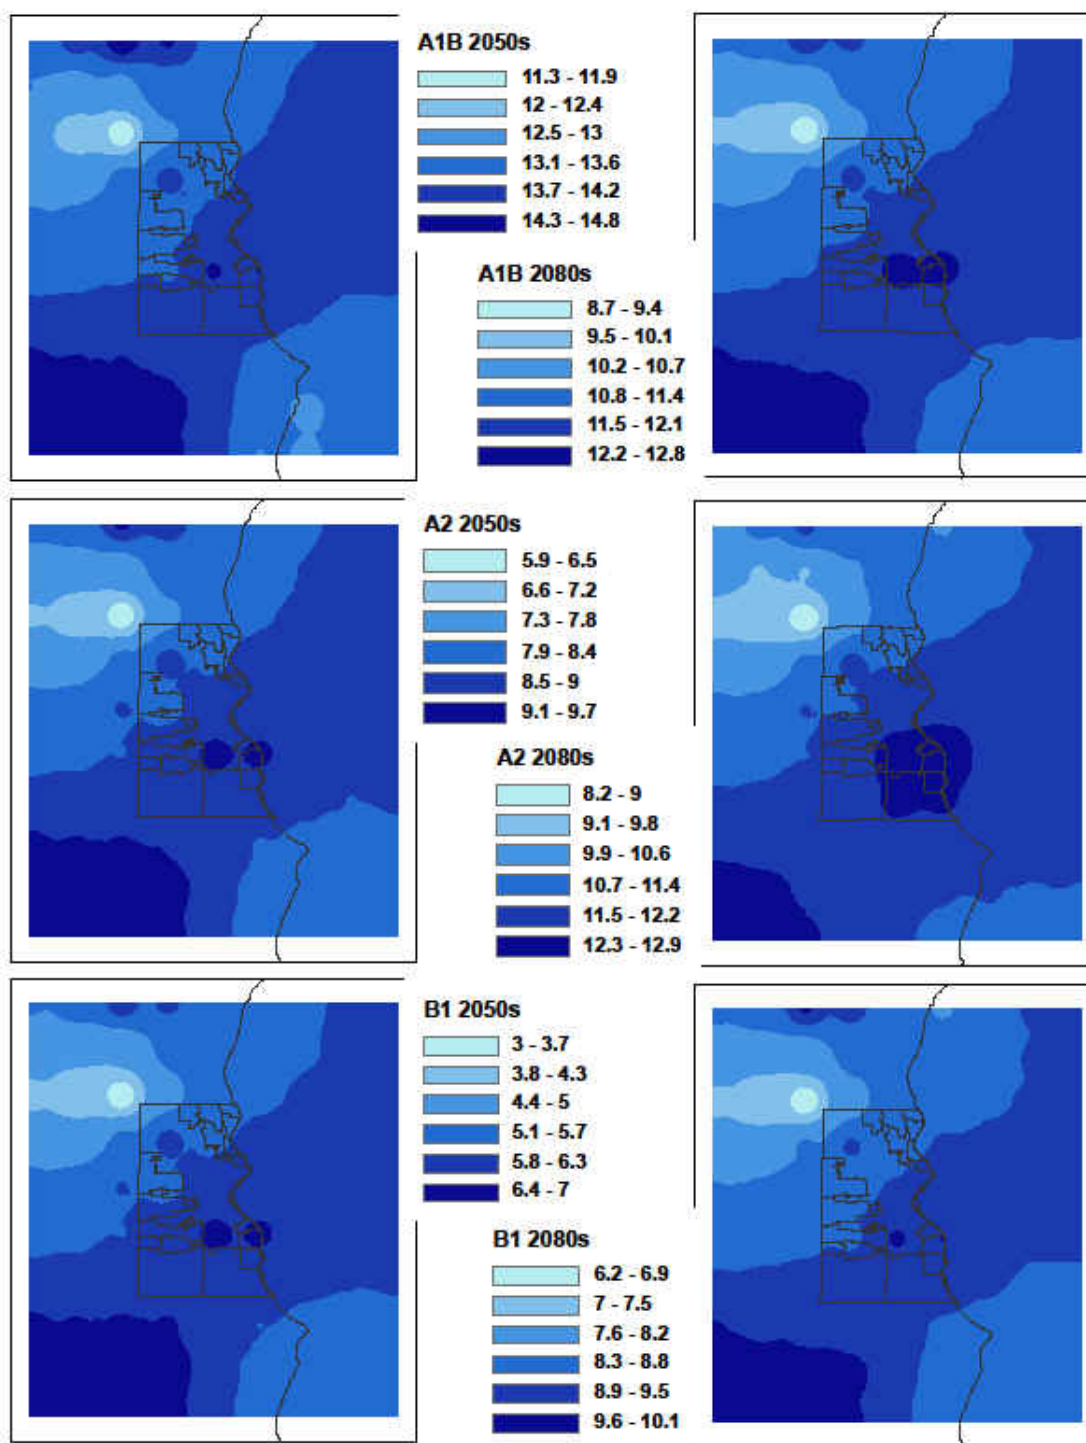 A1B 2050s
11.3 - 11.9
12 - 12.4
12.5 - 13
13.1 - 13.6
13.7 - 14.2
14.3 - 14.8
A1B 2080s
8.7 - 9.4
9.5 - 10.1
10.2 - 10.7
10.8 - 11.4
11.5 - 12.1
12.2 - 12.8
A2 2050s
5.9 - 6.5
6.6 - 7.2
7.3 - 7.8
7.9 - 8.4
8.5 - 9
9.1 - 9.7
A2 2080s
8.2 - 9
9.1 - 9.8
9.9 - 10.6
10.7 - 11.4
11.5 - 12.2
12.3 - 12.9
B1 2050s
3 - 3.7
3.8 - 4.3
4.4 - 5
5.1 - 5.7
5.8 - 6.3
6.4 - 7
B1 2080s
6.2 - 6.9
7 - 7.5
7.6 - 8.2
8.3 - 8.8
8.9 - 9.5
9.6 - 10.1